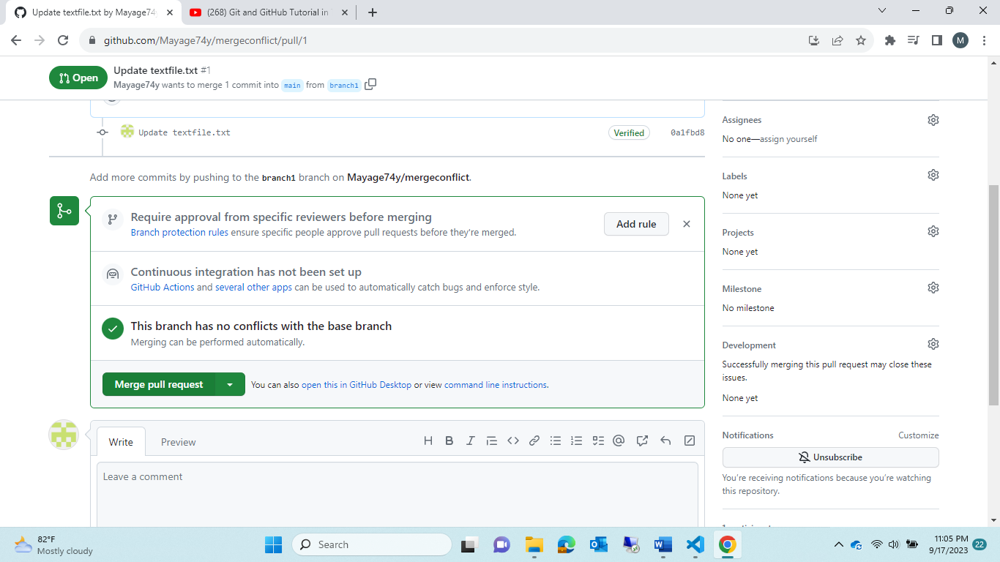 Update textfile.txt by Mayage74y
(268) Git and GitHub Tutorial in
github.com/Mayage74y/mergeconflict/pull/1
M
Open
Update textfile.txt #1
Mayage74y wants to merge 1 commit into main from branch1
Update textfile.txt
Verified
0a1fbd8
Add more commits by pushing to the branch1 branch on Mayage74y/mergeconflict.
Require approval from specific reviewers before merging
Branch protection rules ensure specific people approve pull requests before they're merged.
Add rule
Continuous integration has not been set up
GitHub Actions and several other apps can be used to automatically catch bugs and enforce style.
This branch has no conflicts with the base branch
Merging can be performed automatically.
Merge pull request
You can also open this in GitHub Desktop or view command line instructions.
Write
Preview
Leave a comment
Assignees
No one—assign yourself
Labels
None yet
Projects
None yet
Milestone
No milestone
Development
Successfully merging this pull request may close these
issues.
None yet
Notifications
Customize
Unsubscribe
You're receiving notifications because you're watching
this repository.
82°F
Mostly cloudy
Search
11:05 PM
9/17/2023
22